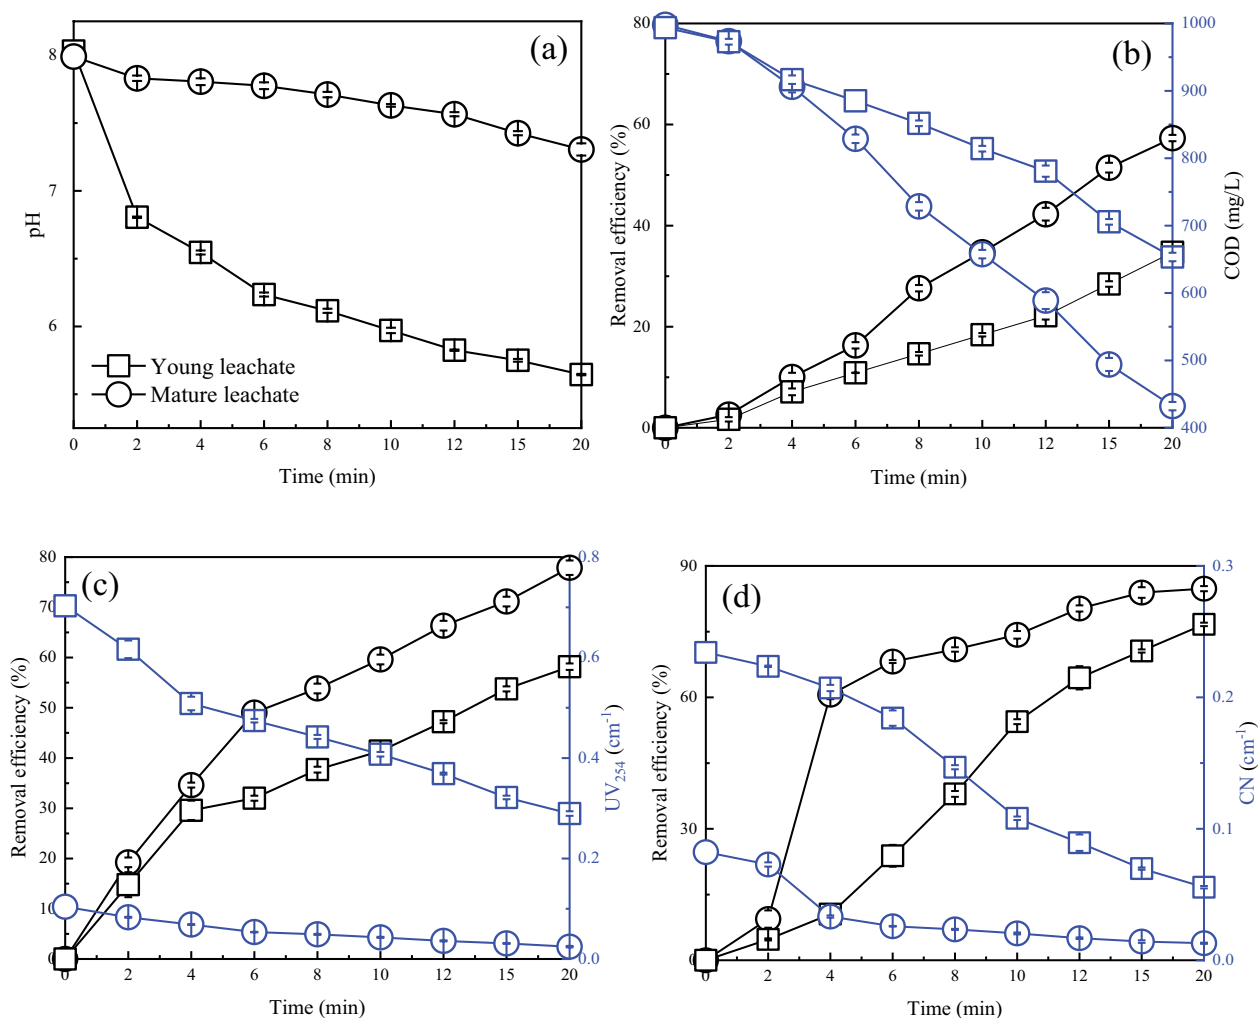 (a)
8
7
6
pH
Young leachate
Mature leachate
0 2 4 6 8 10 12 15 20
Time (min)
(b)
80
60
40
20
0
Removal efficiency (%)
1000
900
800
700
600
500
400
COD (mg/L)
0 2 4 6 8 10 12 15 20
Time (min)
(c)
80
70
60
50
40
30
20
10
0
Removal efficiency (%)
0.8
0.6
0.4
0.2
0.0
UV254 (cm-1)
0 2 4 6 8 10 12 15 20
Time (min)
(d)
90
60
30
0
Removal efficiency (%)
0.3
0.2
0.1
0.0
CN (cm-1)
0 2 4 6 8 10 12 15 20
Time (min)